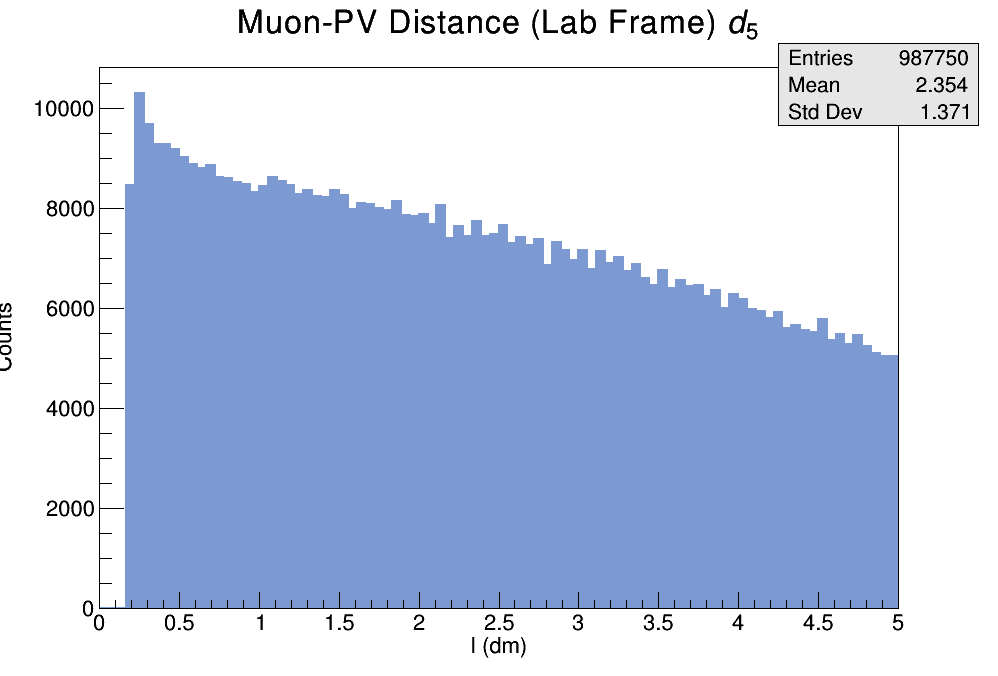 Muon-PV Distance (Lab Frame) d5
Entries 987750
Mean 2.354
Std Dev 1.371
10000
8000
6000
4000
2000
0
Counts
0 0.5 1 1.5 2 2.5 3 3.5 4 4.5 5
l (dm)